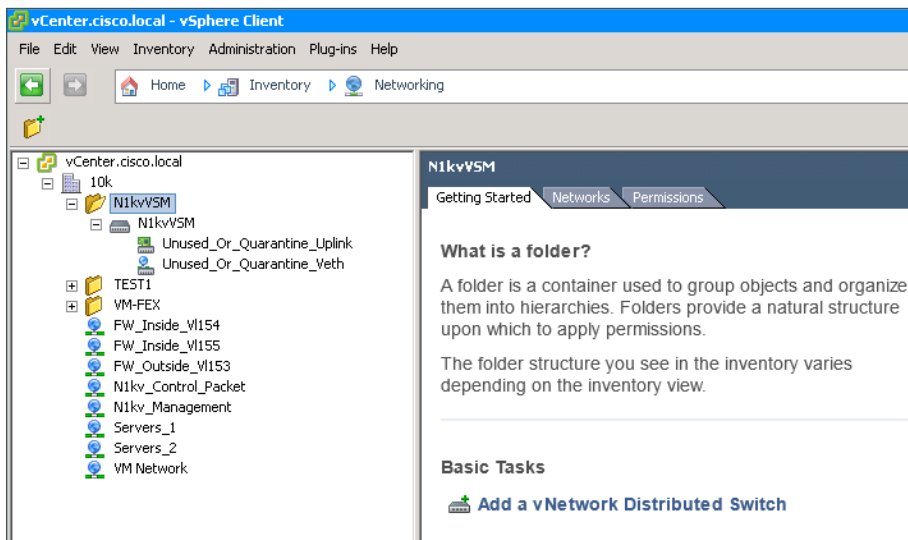 vCenter.cisco.local - vSphere Client
File Edit View Inventory Administration Plug-ins Help
Home Inventory Networking
vCenter.cisco.local
10k
N1kvVSM
N1kvVSM
Unused_Or_Quarantine_Uplink
Unused_Or_Quarantine_Veth
TEST1
VM-FEX
FW_Inside_Vl154
FW_Inside_Vl155
FW_Outside_Vl153
N1kv_Control_Packet
N1kv_Management
Servers_1
Servers_2
VM Network
N1kvVSM
Getting Started Networks Permissions
What is a folder?
A folder is a container used to group objects and organize
them into hierarchies. Folders provide a natural structure
upon which to apply permissions.
The folder structure you see in the inventory varies
depending on the inventory view.
Basic Tasks
Add a vNetwork Distributed Switch